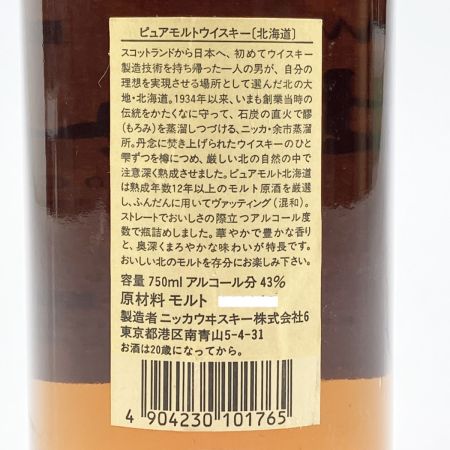 ピュアモルトウイスキー〔北海道〕
スコットランドから日本へ、初めてウイスキー
製造技術を持ち帰った一人の男が、自分の
理想を実現させる場所として選んだ北の大
地・北海道。1934年以来、いまも創業当時の
伝統をかたくなに守って、石炭の直火で醪
(もろみ)を蒸溜しつづける、ニッカ・余市蒸溜
所。丹念に焚き上げられたウイスキーのひと
雫ずつを樽につめ、厳しい北の自然の中で
注意深く熟成させました。ピュアモルト北海道
は熟成年数12年以上のモルト原酒を厳選
し、ふんだんに用いてヴァッティング(混和)。
ストレートでおいしさの際立つアルコール度
数で瓶詰めしました。華やかで豊かな香り
と、奥深くまろやかな味わいが特長です。
おいしい北のモルトを存分にお楽しみ下さい。
容量 750ml アルコール分 43%
原材料 モルト
製造者 ニッカウヰスキー株式会社6
東京都港区南青山5-4-31
お酒は20歳になってから。
4 904230 101765